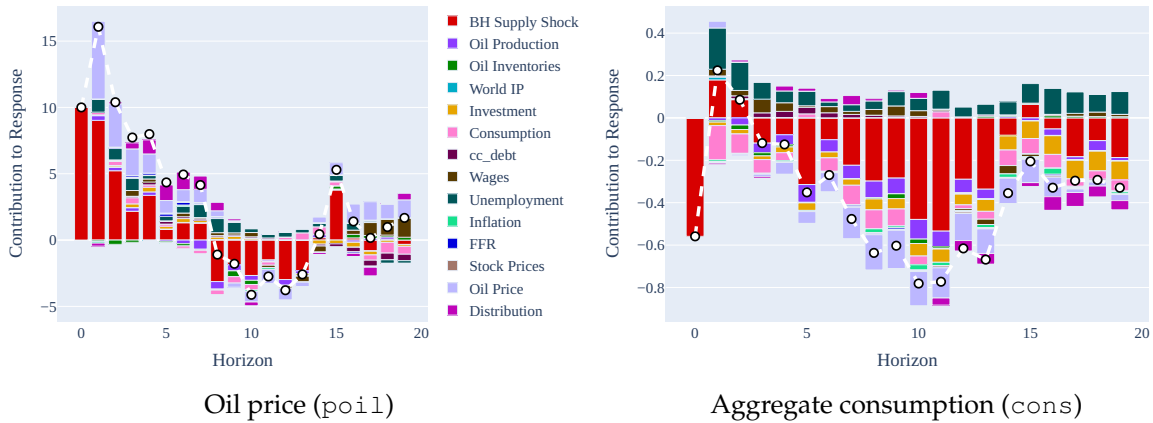 Contribution to Response
15
10
5
0
−5
0
5
10
15
20
Horizon
BH Supply Shock
Oil Production
Oil Inventories
World IP
Investment
Consumption
cc_debt
Wages
Unemployment
Inflation
FFR
Stock Prices
Oil Price
Distribution
Contribution to Response
0.4
0.2
0
−0.2
−0.4
−0.6
−0.8
0
5
10
15
20
Horizon
Oil price (poil)
Aggregate consumption (cons)